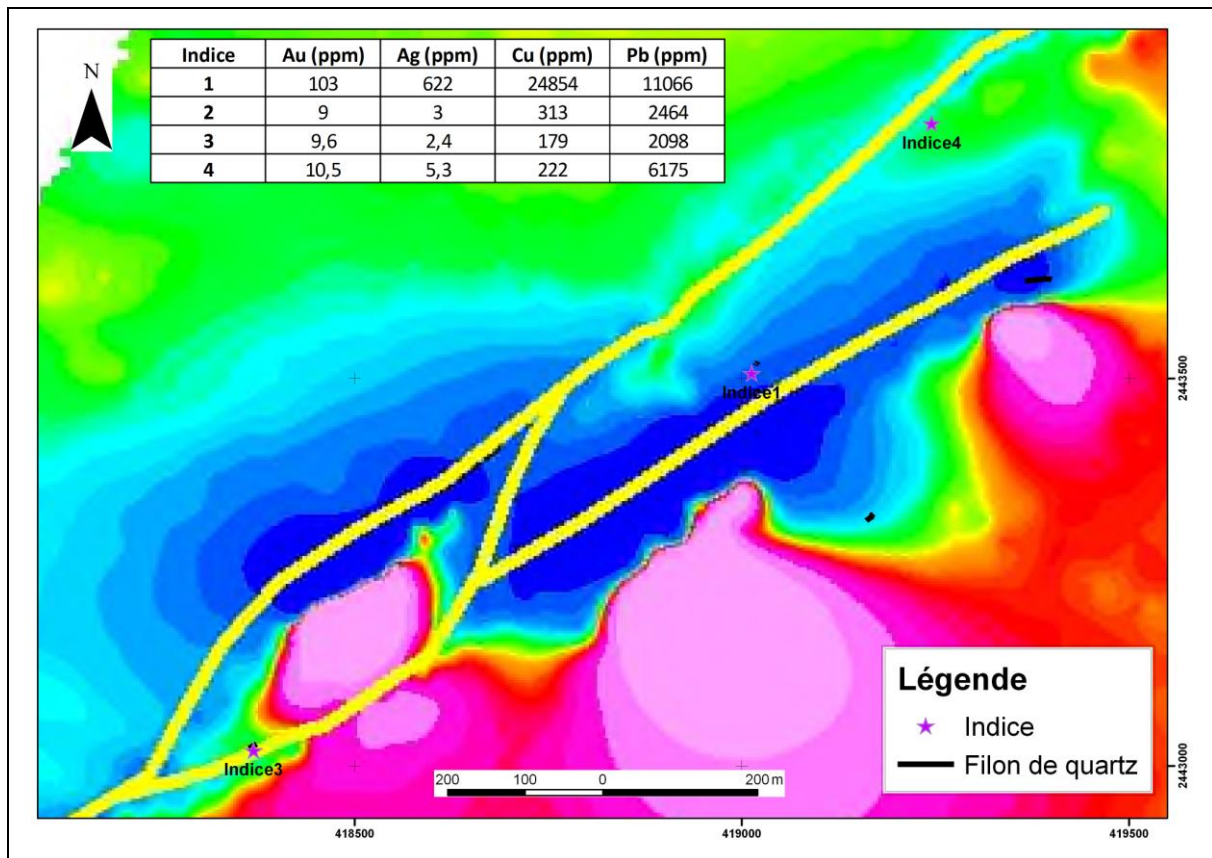 Indice Au (ppm) Ag (ppm) Cu (ppm) Pb (ppm)
1 103 622 24854 11066
2 9 3 313 2464
3 9,6 2,4 179 2098
4 10,5 5,3 222 6175
N
Indice4
Indice1
2443500
Légende
Indice
Filon de quartz
Indice3
200 100 0 200 m
2443000
418500 419000 419500